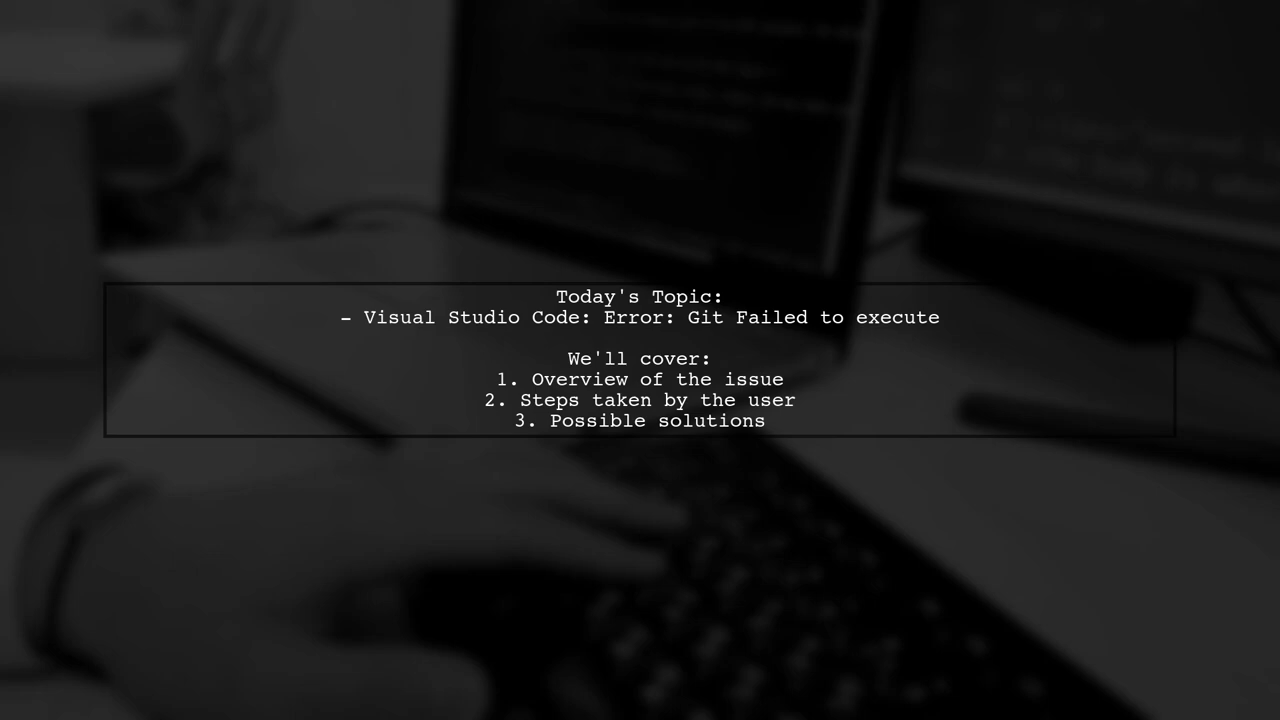 Today's Topic:
- Visual Studio Code: Error: Git Failed to execute
We'll cover:
1. Overview of the issue
2. Steps taken by the user
3. Possible solutions